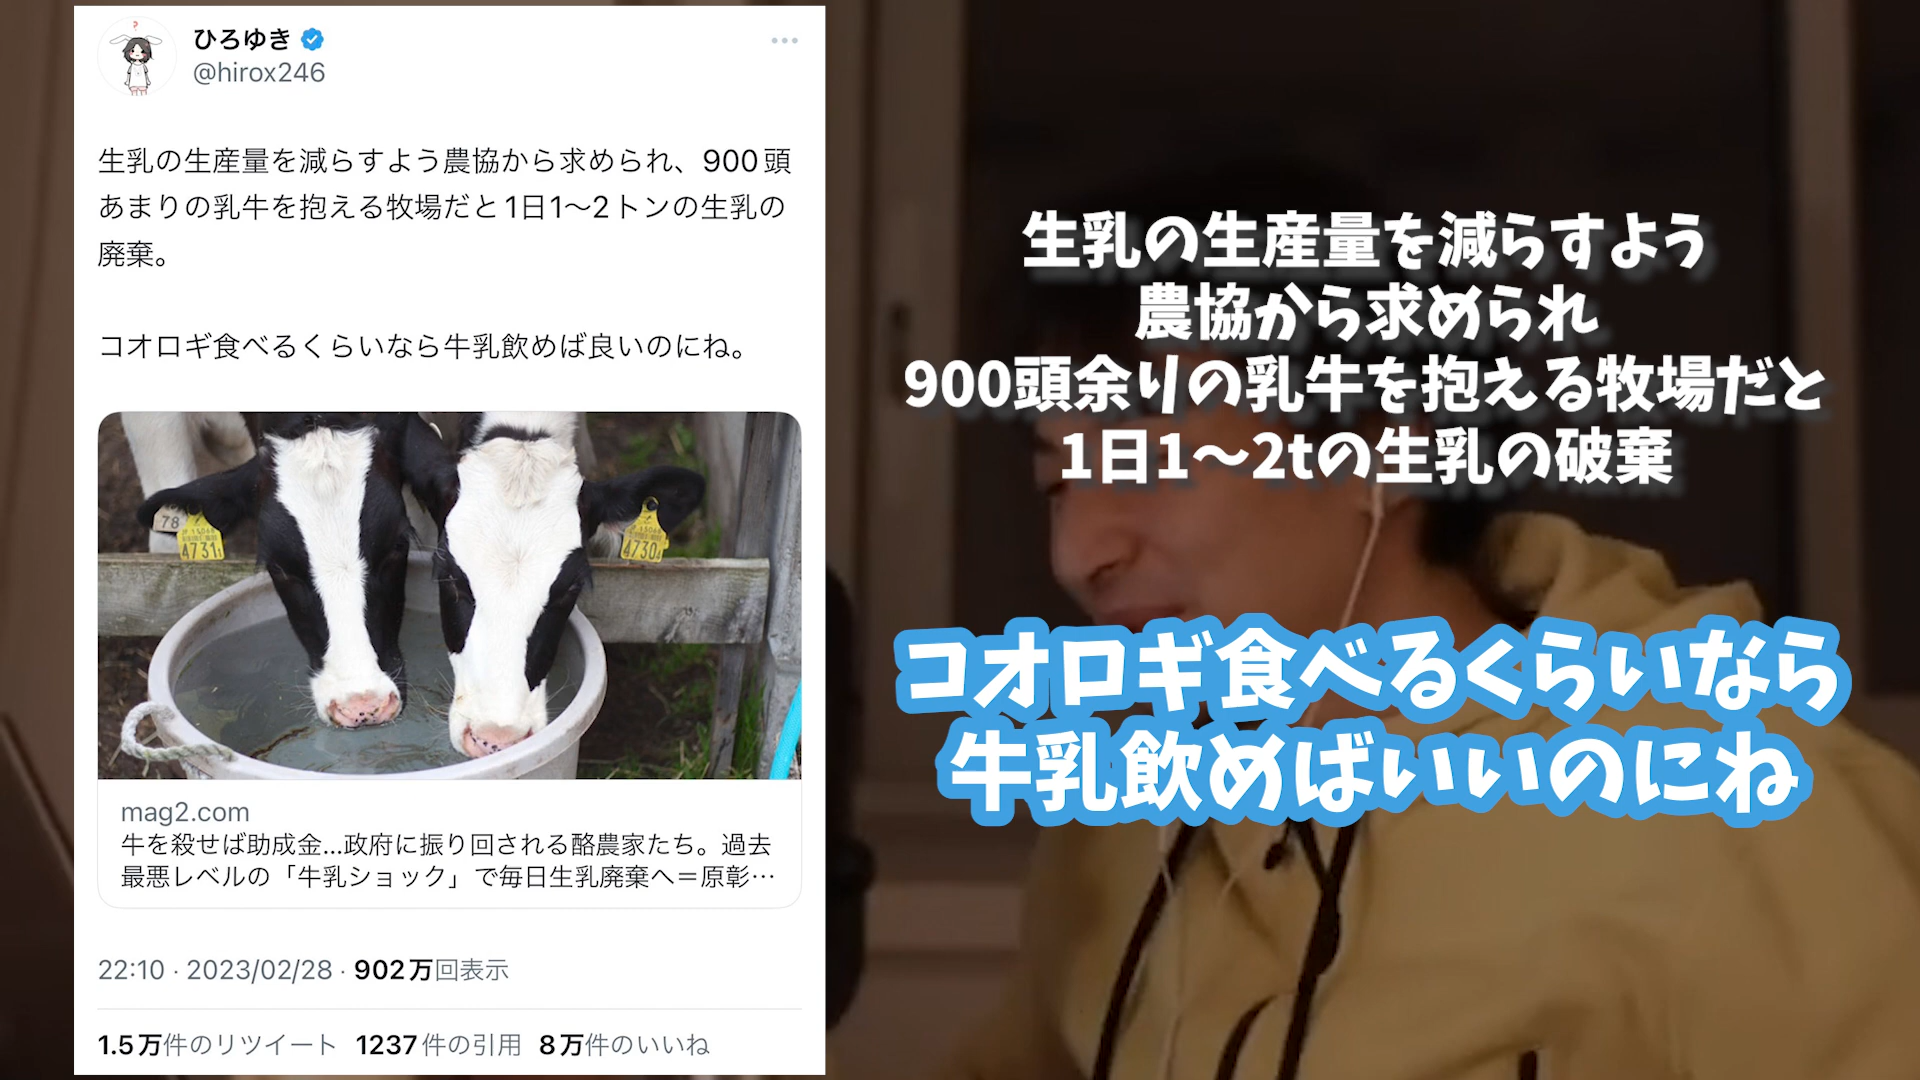 ひろゆき
@hirox246
生乳の生産量を減らすよう農協から求められ、900頭
あまりの乳牛を抱える牧場だと1日1〜2トンの生乳の
廃棄。
コオロギ食べるくらいなら牛乳飲めば良いのにね。
78
4731
4730
mag2.com
牛を殺せば助成金…政府に振り回される酪農家たち。過去
最悪レベルの「牛乳ショック」で毎日生乳廃棄へ＝原彰…
22:10 · 2023/02/28 · 902万回表示
1.5万件のリツイート 1237件の引用 8万件のいいね
生乳の生産量を減らすよう
農協から求められ
900頭余りの乳牛を抱える牧場だと
1日1〜2tの生乳の破棄
コオロギ食べるくらいなら
牛乳飲めばいいのにね